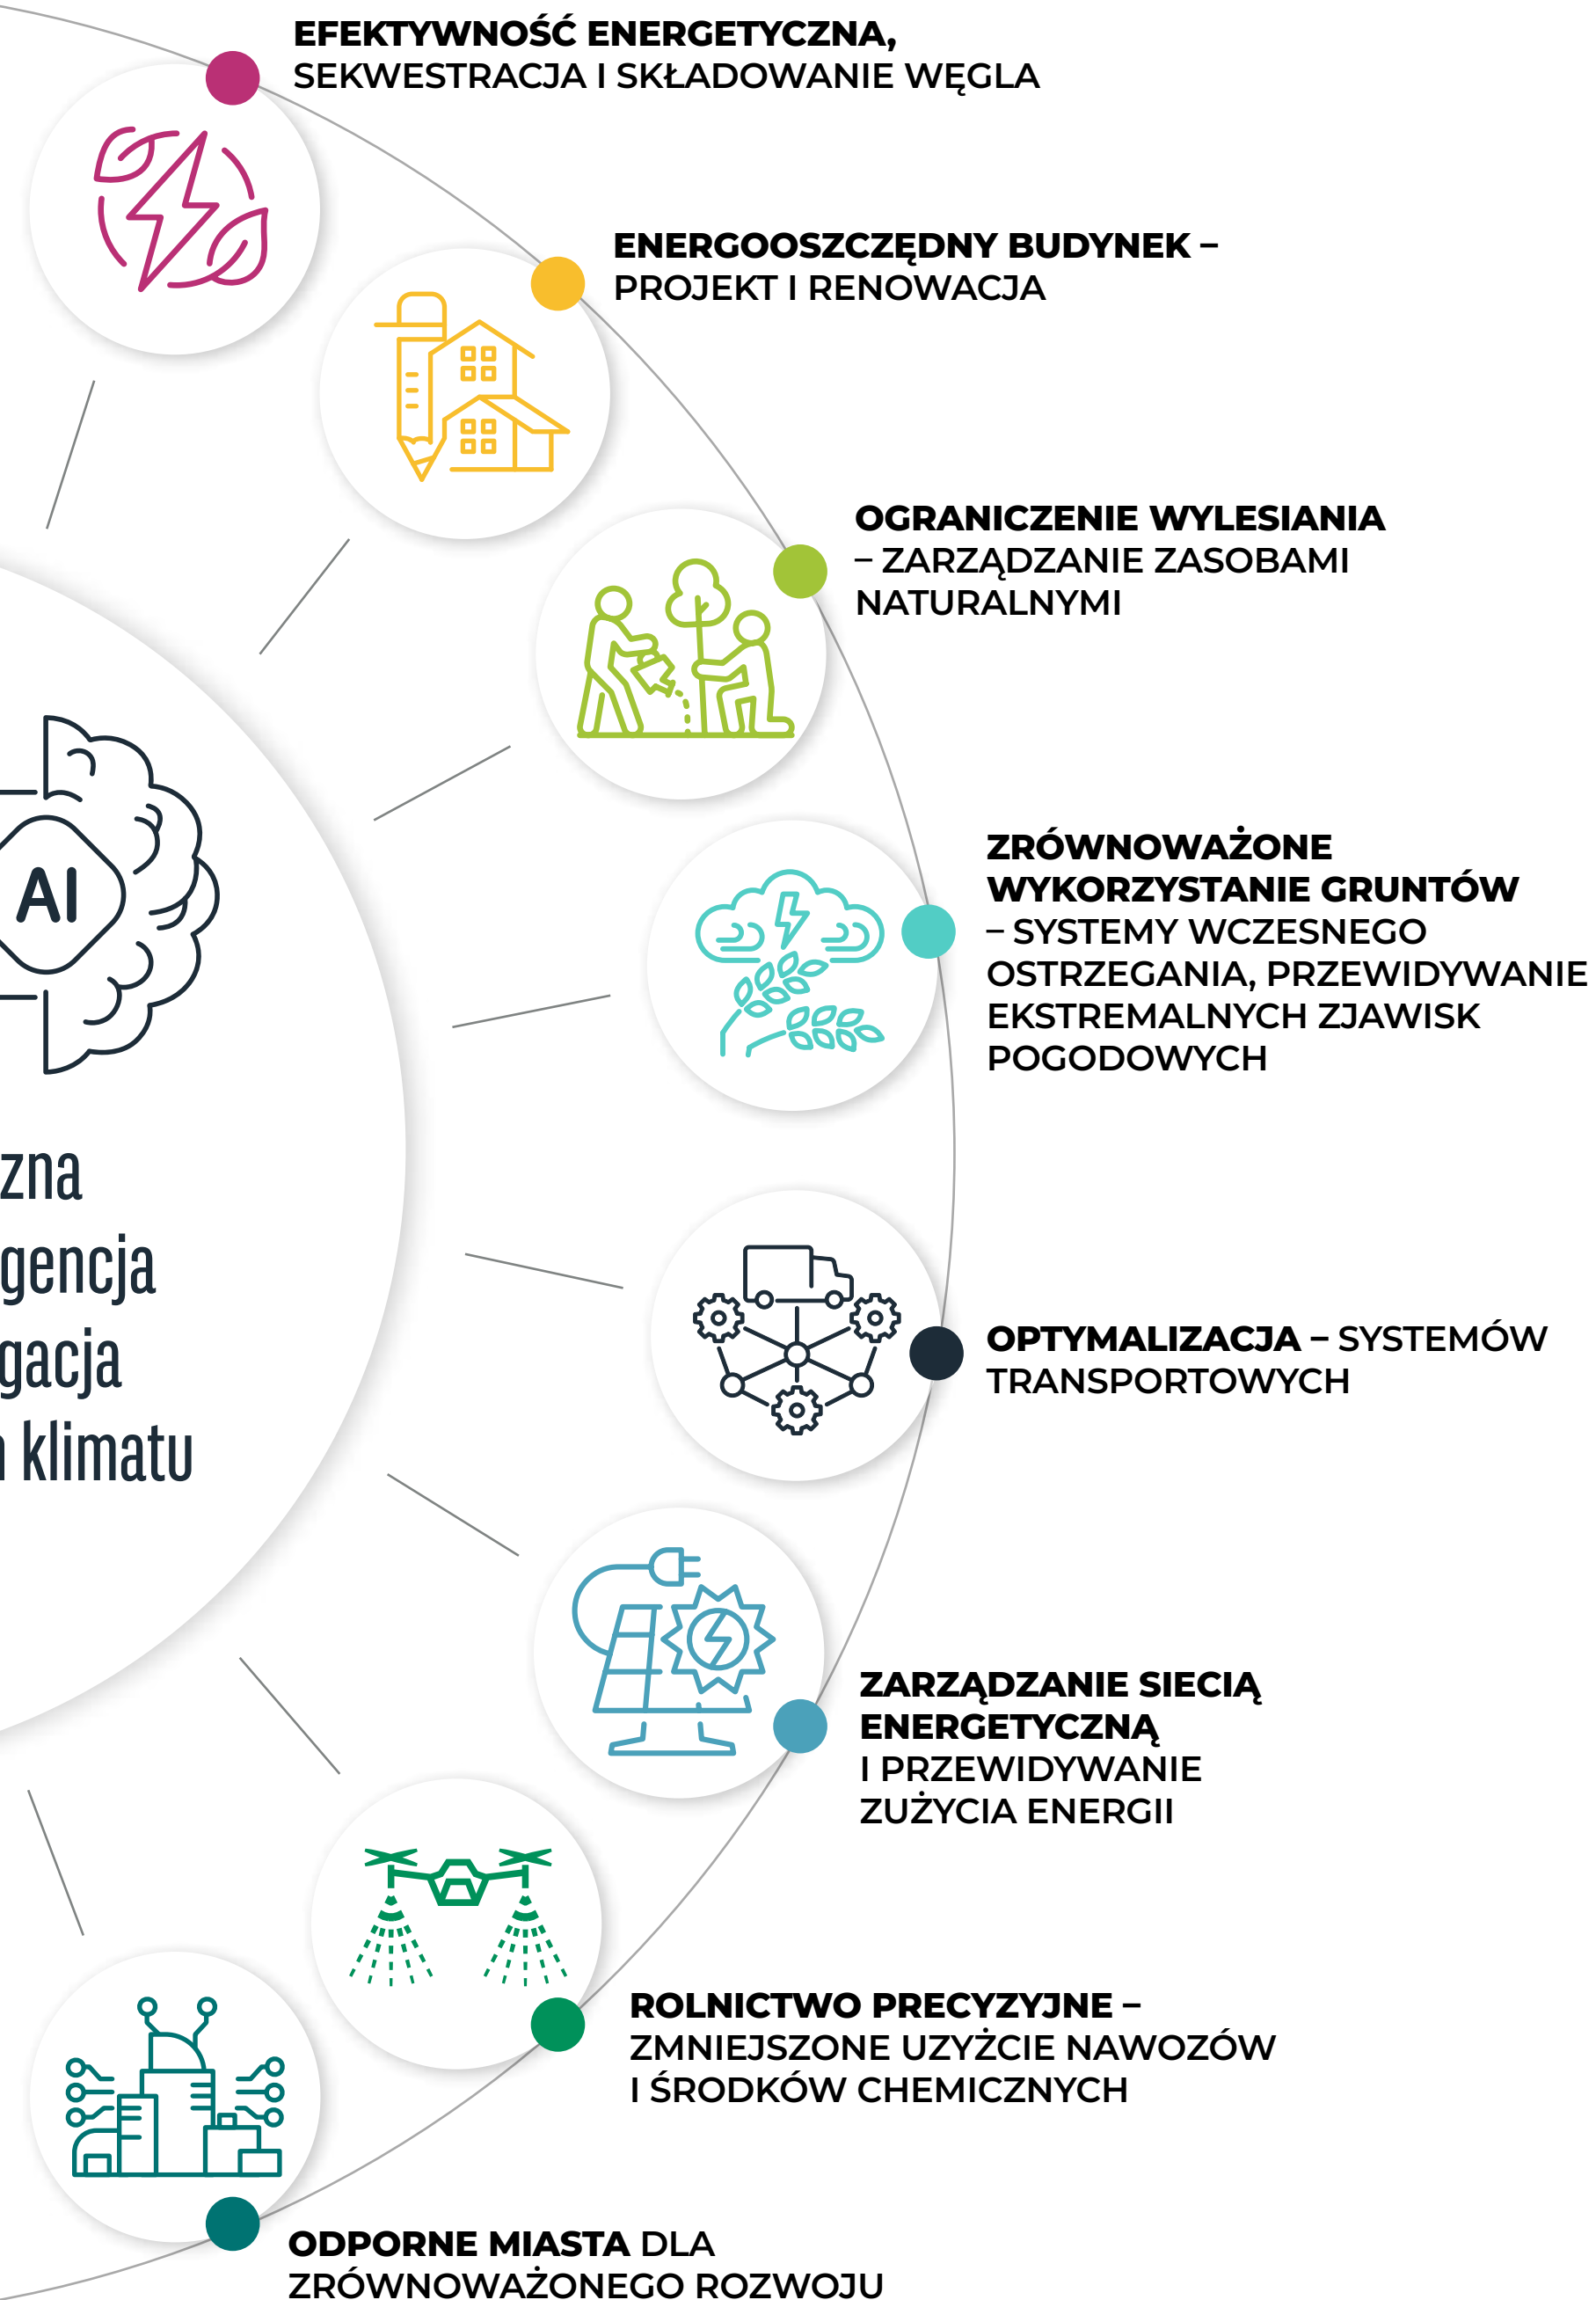 EFEKTYWNOŚĆ ENERGETYCZNA,
SEKWESTRACJA I SKŁADOWANIE WĘGLA
ENERGOOSZCZĘDNY BUDYNEK –
PROJEKT I RENOWACJA
OGRANICZENIE WYLESIANIA
– ZARZĄDZANIE ZASOBAMI
NATURALNYMI
AI
ZRÓWNOWAŻONE
WYKORZYSTANIE GRUNTÓW
– SYSTEMY WCZESNEGO
OSTRZEGANIA, PRZEWIDYWANIE
EKSTREMALNYCH ZJAWISK
POGODOWYCH
zna
gencja
gacja
klimatu
OPTYMALIZACJA – SYSTEMÓW
TRANSPORTOWYCH
ZARZĄDZANIE SIECIĄ
ENERGETYCZNĄ
I PRZEWIDYWANIE
ZUŻYCIA ENERGII
ROLNICTWO PRECYZYJNE –
ZMNIEJSZONE UZYŻCIE NAWOZÓW
I ŚRODKÓW CHEMICZNYCH
ODPORNE MIASTA DLA
ZRÓWNOWAŻONEGO ROZWOJU